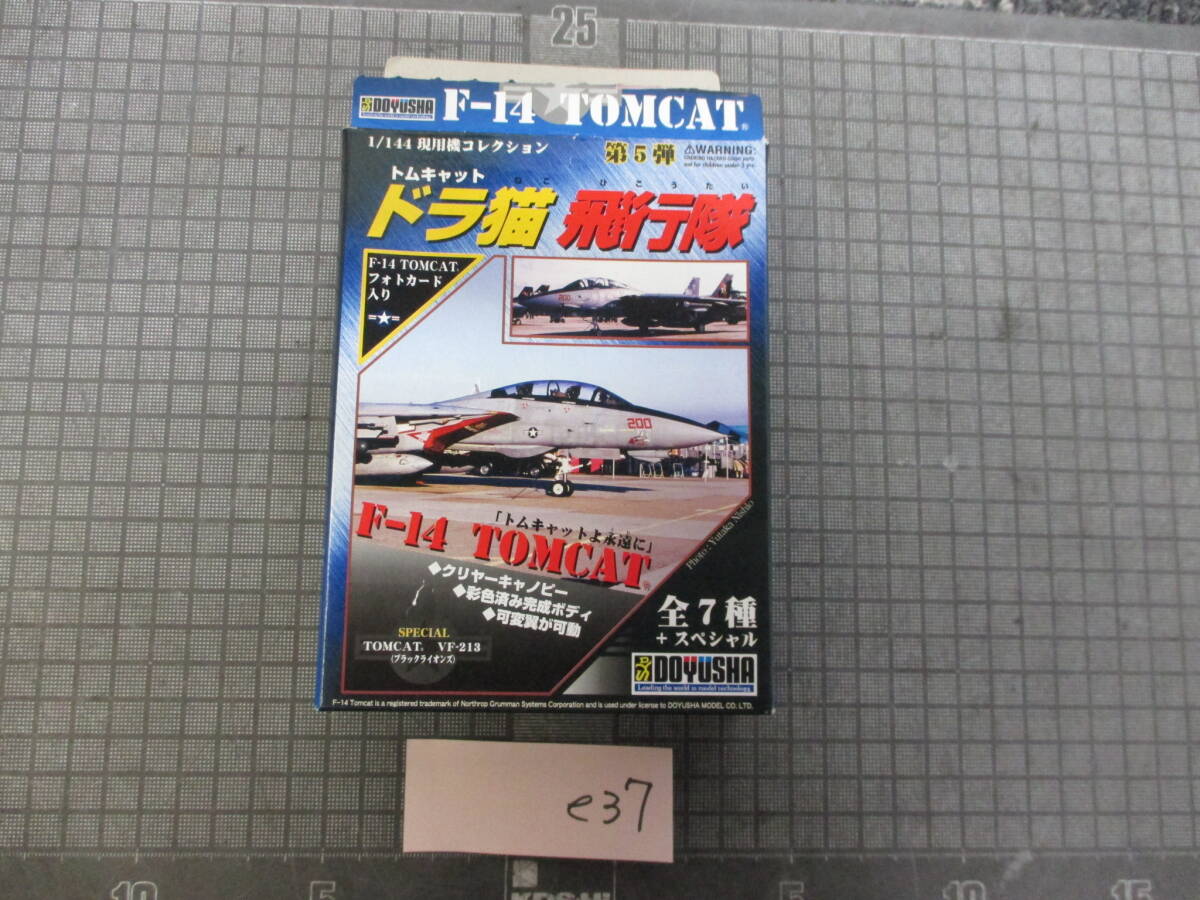 25
DOYUSHA F-14 TOMCAT®
1/144 現用機コレクション 第5弾 ⚠WARNING:
トムキャット ねこ ひこうたい
ドラ猫 飛行隊
F-14 TOMCAT.
フォトカード
入り
200
200
「トムキャットよ永遠に」
F-14 TOMCAT®
Photo : Yutaka Nishio
◆クリヤーキャノピー
◆彩色済み完成ボディ
◆可変翼が可動
全7種
+スペシャル
SPECIAL
TOMCAT. VF-213
(ブラックライオンズ)
DOYUSHA
Leading the world in model technology.
F-14 Tomcat is a registered trademark of Northrop Grumman Systems Corporation and is used under license to DOYUSHA MODEL CO. LTD.
e37
10 5 5 10 15